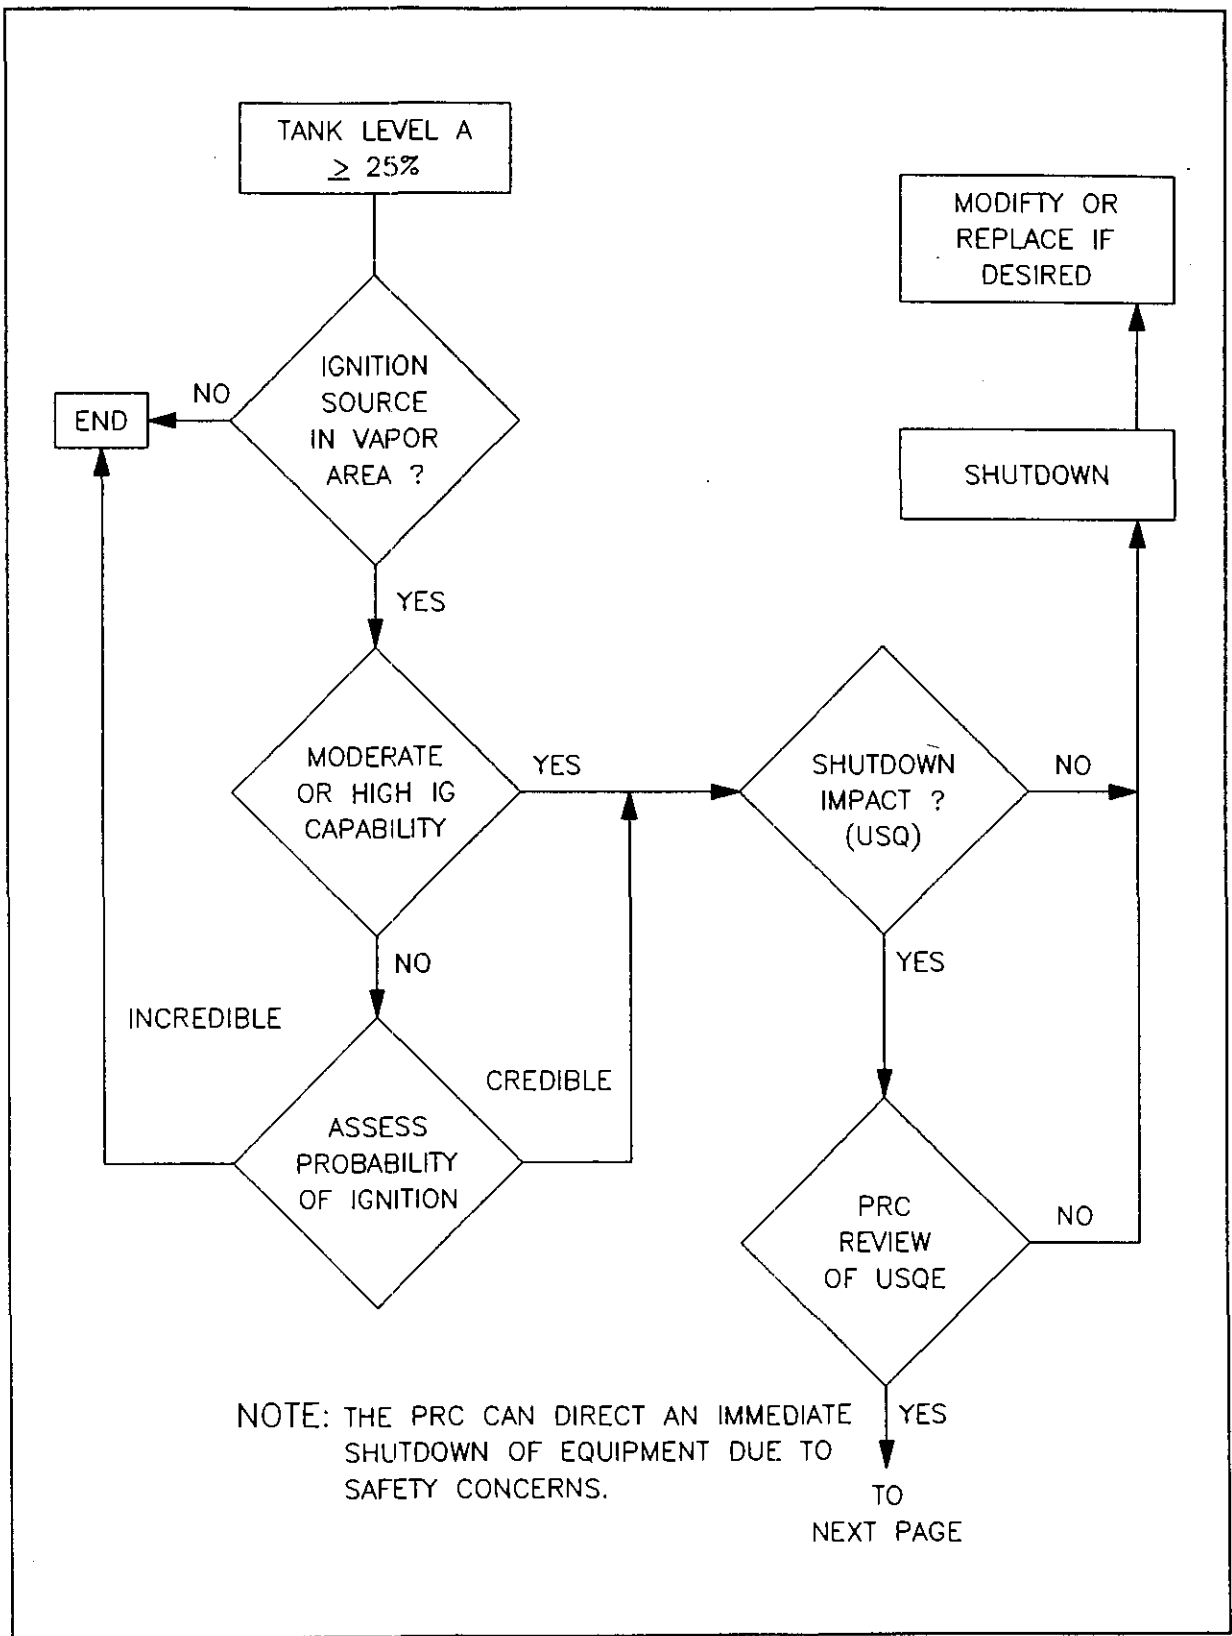 TANK LEVEL A
≥ 25%
MODIFTY OR
REPLACE IF
DESIRED
IGNITION
SOURCE
IN VAPOR
AREA ?
NO
END
SHUTDOWN
YES
MODERATE
OR HIGH IG
CAPABILITY
YES
SHUTDOWN
IMPACT ?
(USQ)
NO
NO
YES
INCREDIBLE
CREDIBLE
ASSESS
PROBABILITY
OF IGNITION
PRC
REVIEW
OF USQE
NO
NOTE: THE PRC CAN DIRECT AN IMMEDIATE
SHUTDOWN OF EQUIPMENT DUE TO
SAFETY CONCERNS.
YES
TO
NEXT PAGE